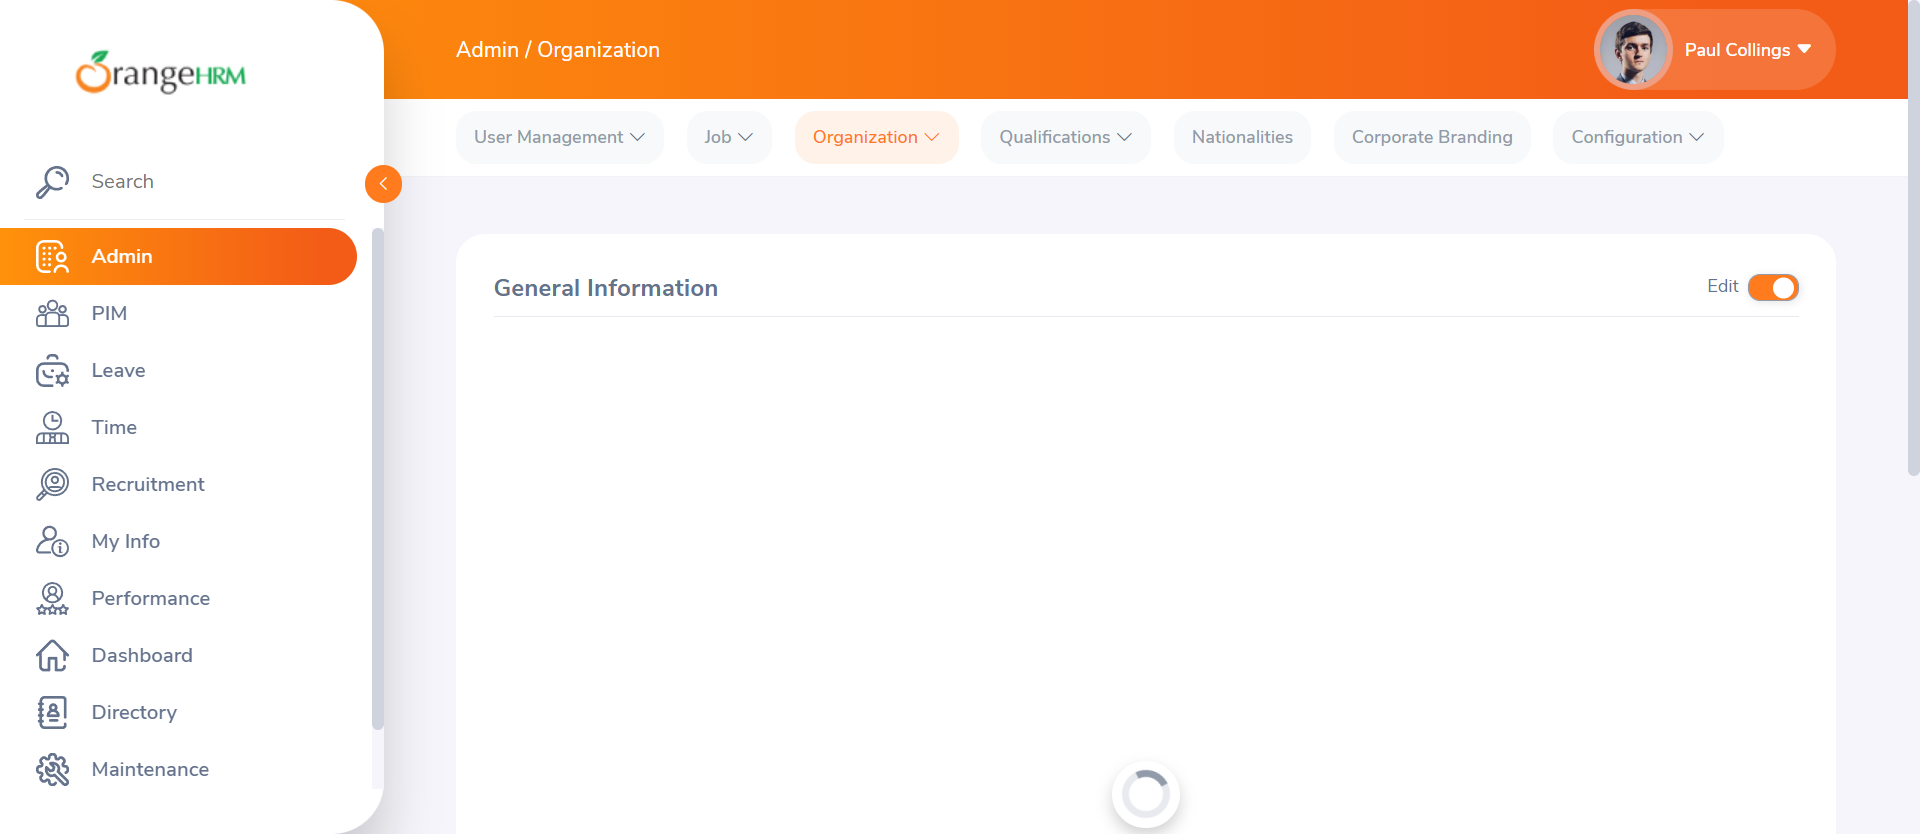 OrangeHRM
Search
Admin
PIM
Leave
Time
Recruitment
My Info
Performance
Dashboard
Directory
Maintenance
Admin / Organization
Paul Collings
User Management
Job
Organization
Qualifications
Nationalities
Corporate Branding
Configuration
General Information
Edit